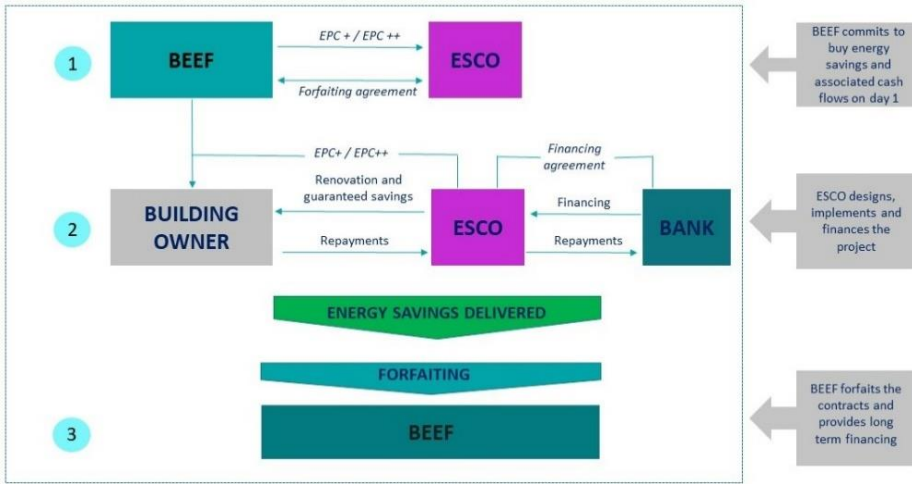 1
BEEF
EPC + / EPC ++
Forfaiting agreement
ESCO
BEEF commits to
buy energy
savings and
associated cash
flows on day 1
2
BUILDING
OWNER
EPC+ / EPC++
Renovation and
guaranteed savings
Repayments
ESCO
Financing
agreement
Financing
Repayments
BANK
ESCO designs,
implements and
finances the
project
ENERGY SAVINGS DELIVERED
FORFAITING
3
BEEF
BEEF forfaits the
contracts and
provides long
term financing